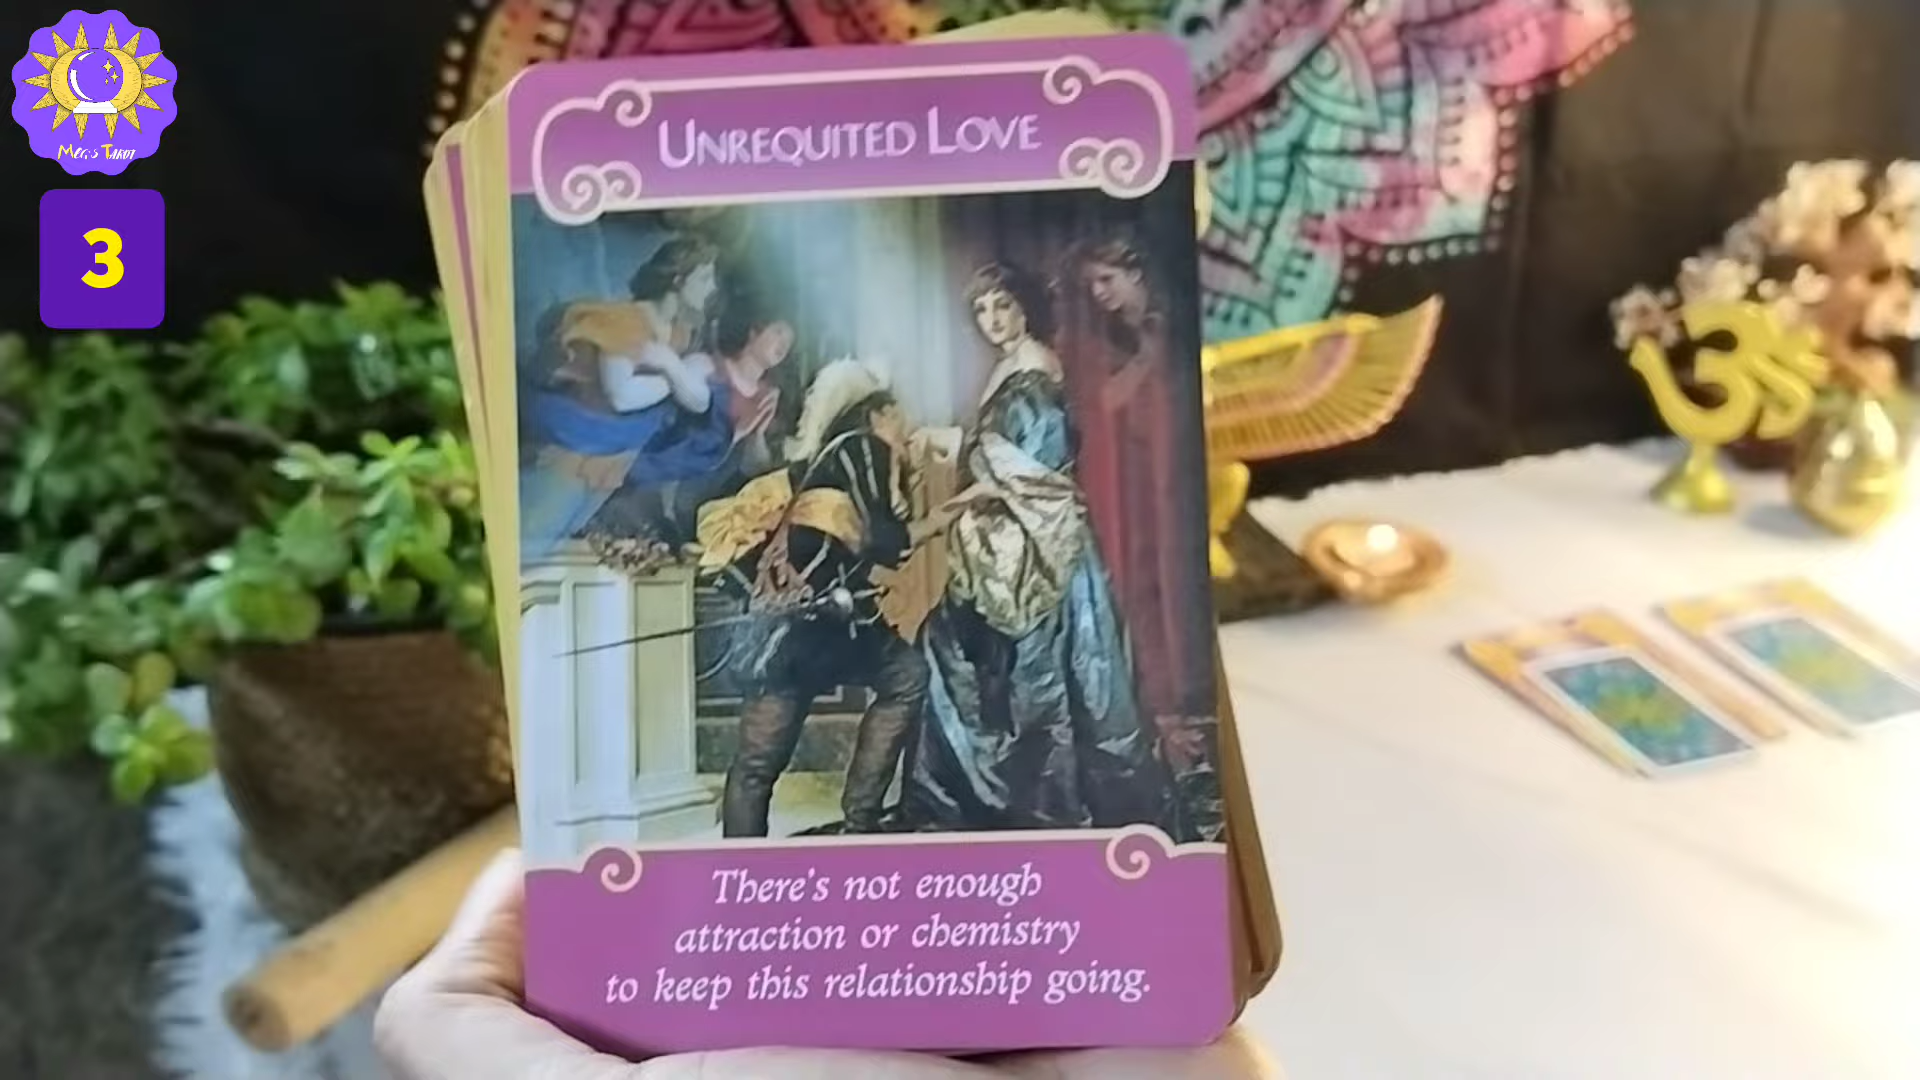 Meg's Tarot
3
Unrequited Love
There's not enough
attraction or chemistry
to keep this relationship going.